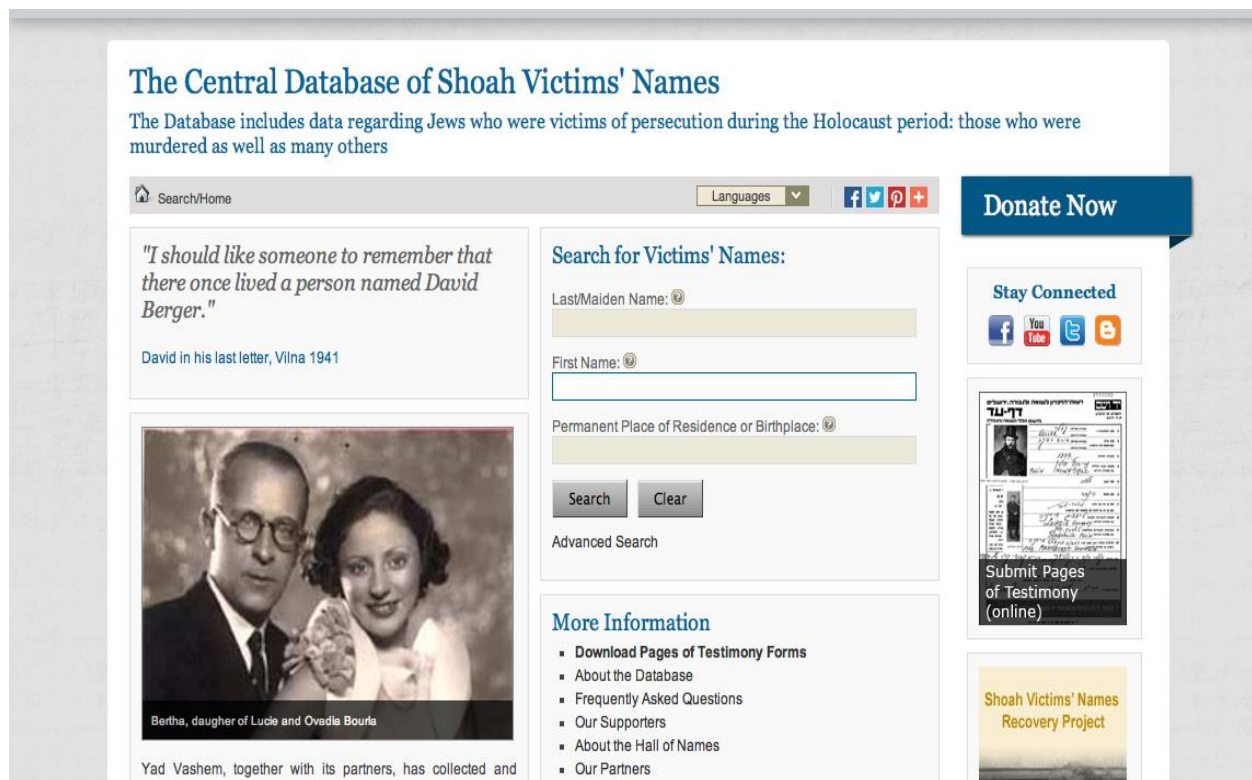 The Central Database of Shoah Victims' Names
The Database includes data regarding Jews who were victims of persecution during the Holocaust period: those who were
murdered as well as many others
Search/Home
Languages
"I should like someone to remember that
there once lived a person named David
Berger."
David in his last letter, Vilna 1941
Bertha, daugher of Lucie and Ovadia Bourla
Yad Vashem, together with its partners, has collected and
Search for Victims' Names:
Last/Maiden Name:
First Name:
Permanent Place of Residence or Birthplace:
Search
Clear
Advanced Search
More Information
Download Pages of Testimony Forms
About the Database
Frequently Asked Questions
Our Supporters
About the Hall of Names
Our Partners
Donate Now
Stay Connected
You
Tube
דף-עד
Submit Pages
of Testimony
(online)
Shoah Victims' Names
Recovery Project